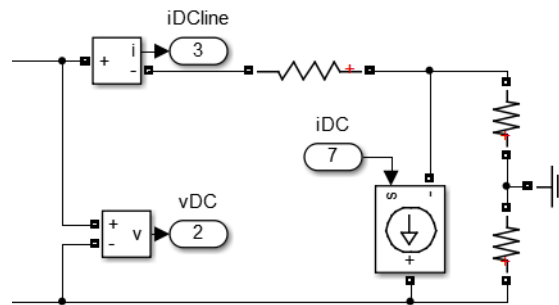 iDCline
+ i
-
3
+
iDC
7
s -
+
vDC
+
- v
2
+
+